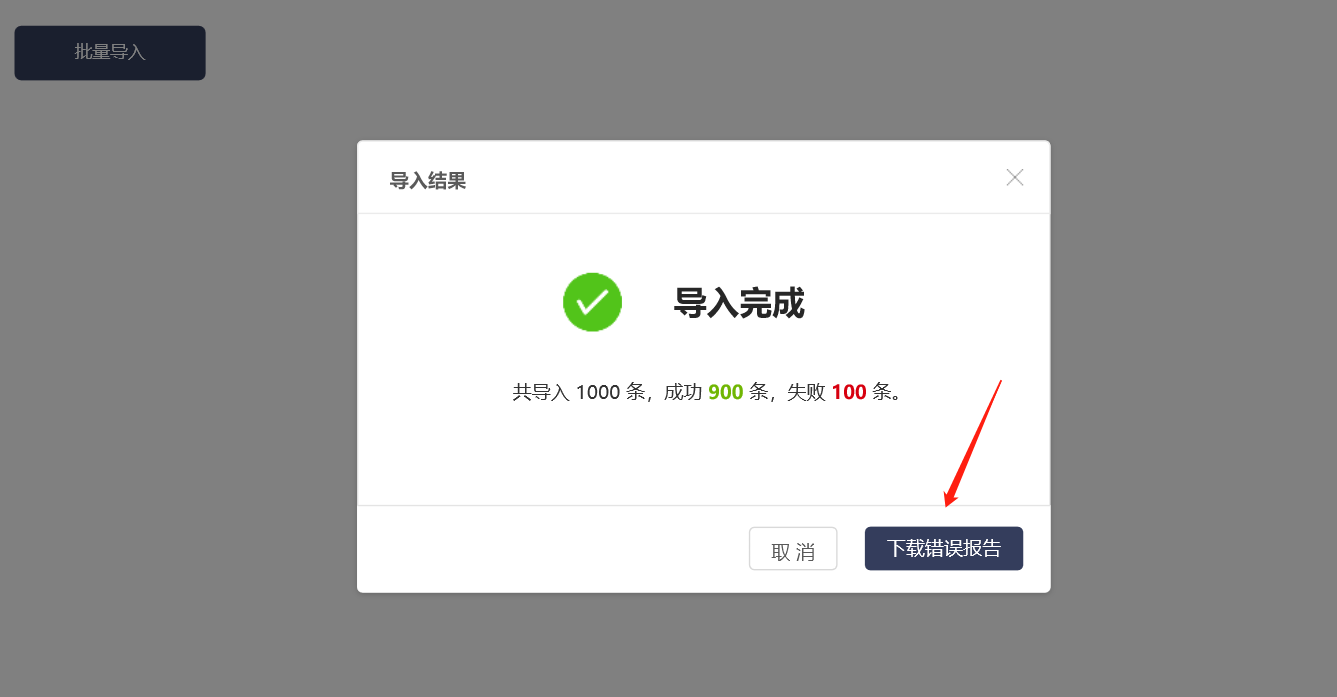 批量导入
导入结果
导入完成
共导入 1000 条，成功 900 条，失败 100 条。
取 消
下载错误报告